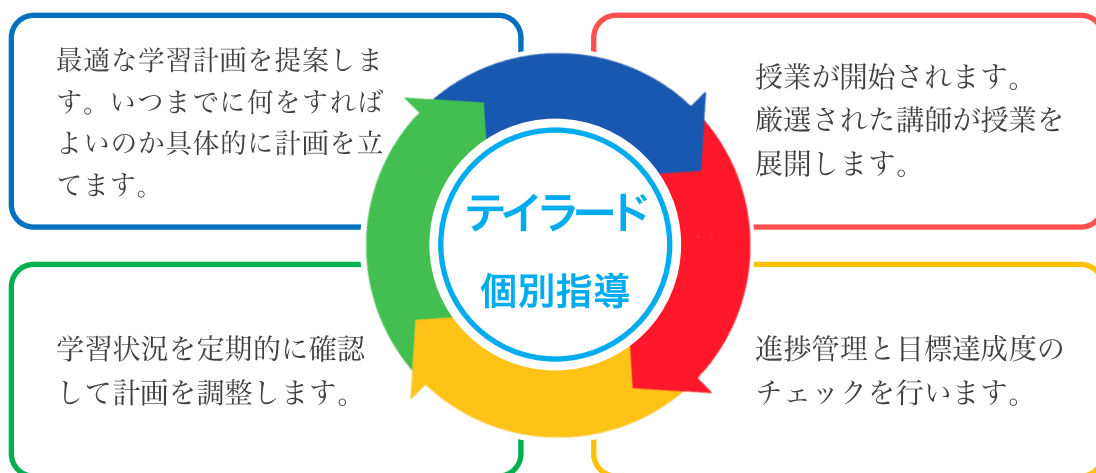 最適な学習計画を提案しま
す。いつまでに何をすれば
よいのか具体的に計画を立
てます。
授業が開始されます。
厳選された講師が授業を
展開します。
テイラード
個別指導
学習状況を定期的に確認
して計画を調整します。
進捗管理と目標達成度の
チェックを行います。